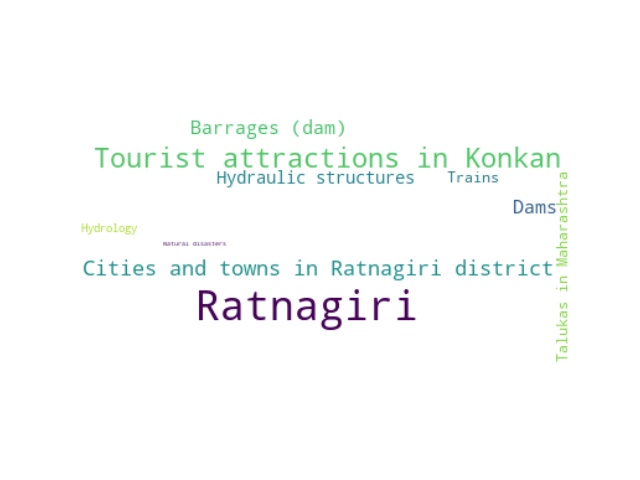 Barrages (dam)
Tourist attractions in Konkan
Hydraulic structures
Trains
Dams
Talukas in Maharashtra
Hydrology
Natural disasters
Cities and towns in Ratnagiri district
Ratnagiri